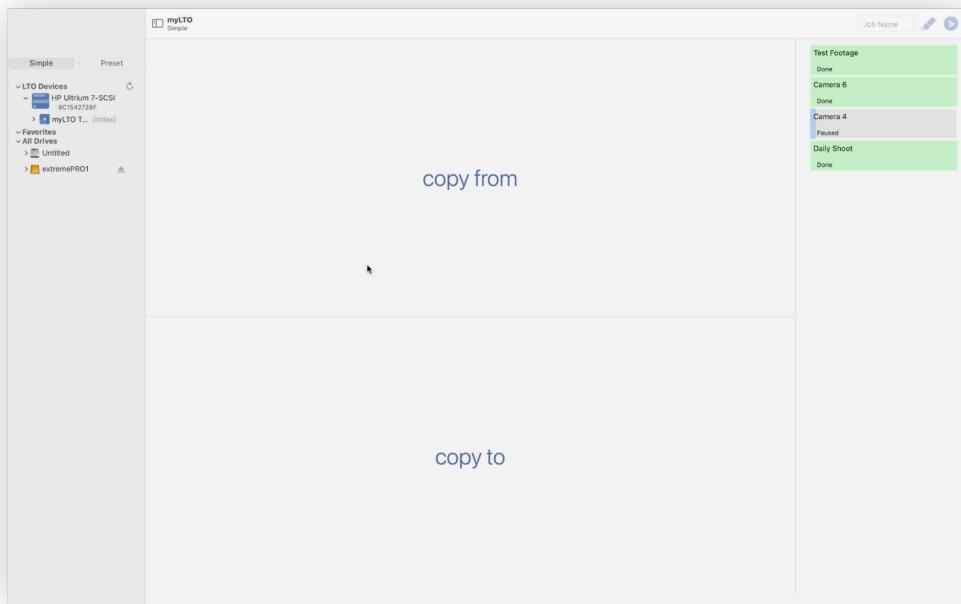 myLTO
Simple
Job Name
Simple
Preset
LTO Devices
HP Ultrium 7-SCSI
9C1542728F
myLTO T... (index)
Favorites
All Drives
Untitled
extremePRO1
copy from
copy to
Test Footage
Done
Camera 6
Done
Camera 4
Paused
Daily Shoot
Done